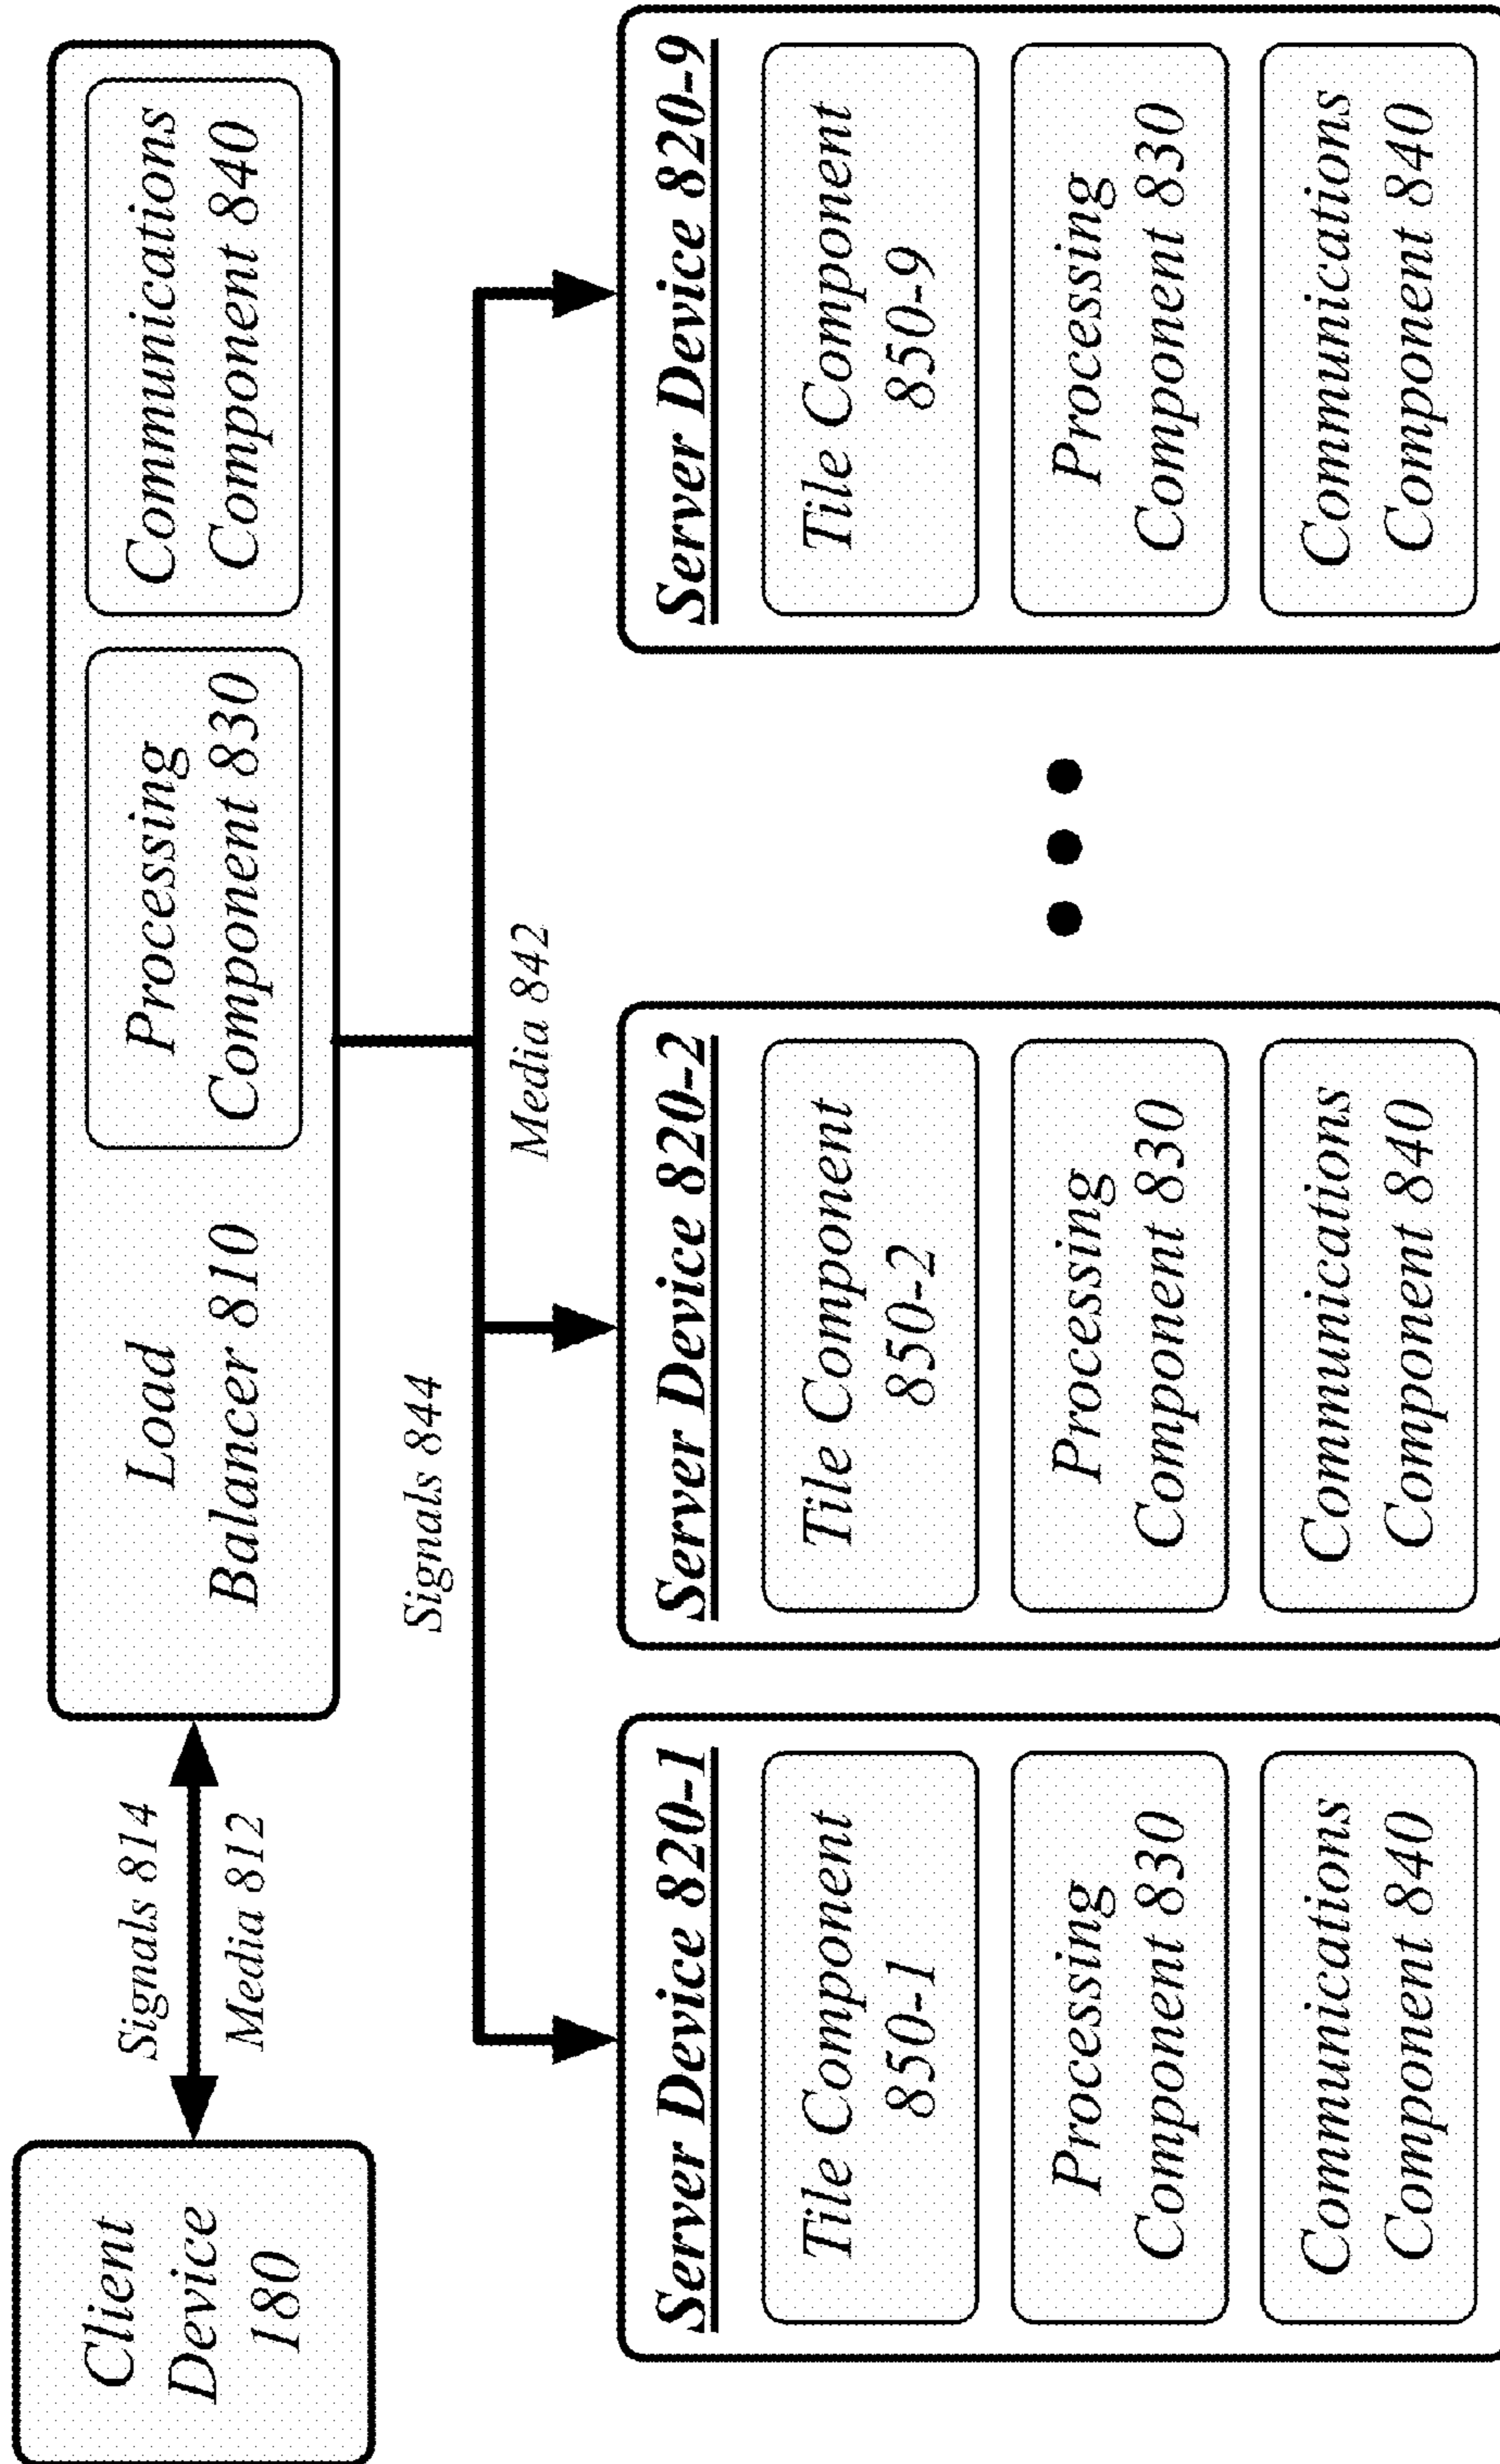 Client
Device
180
Signals 814
Media 812
Load
Balancer 810
Processing
Component 830
Communications
Component 840
Signals 844
Media 842
Server Device 820-1
Tile Component
850-1
Processing
Component 830
Communications
Component 840
Server Device 820-2
Tile Component
850-2
Processing
Component 830
Communications
Component 840
Server Device 820-9
Tile Component
850-9
Processing
Component 830
Communications
Component 840